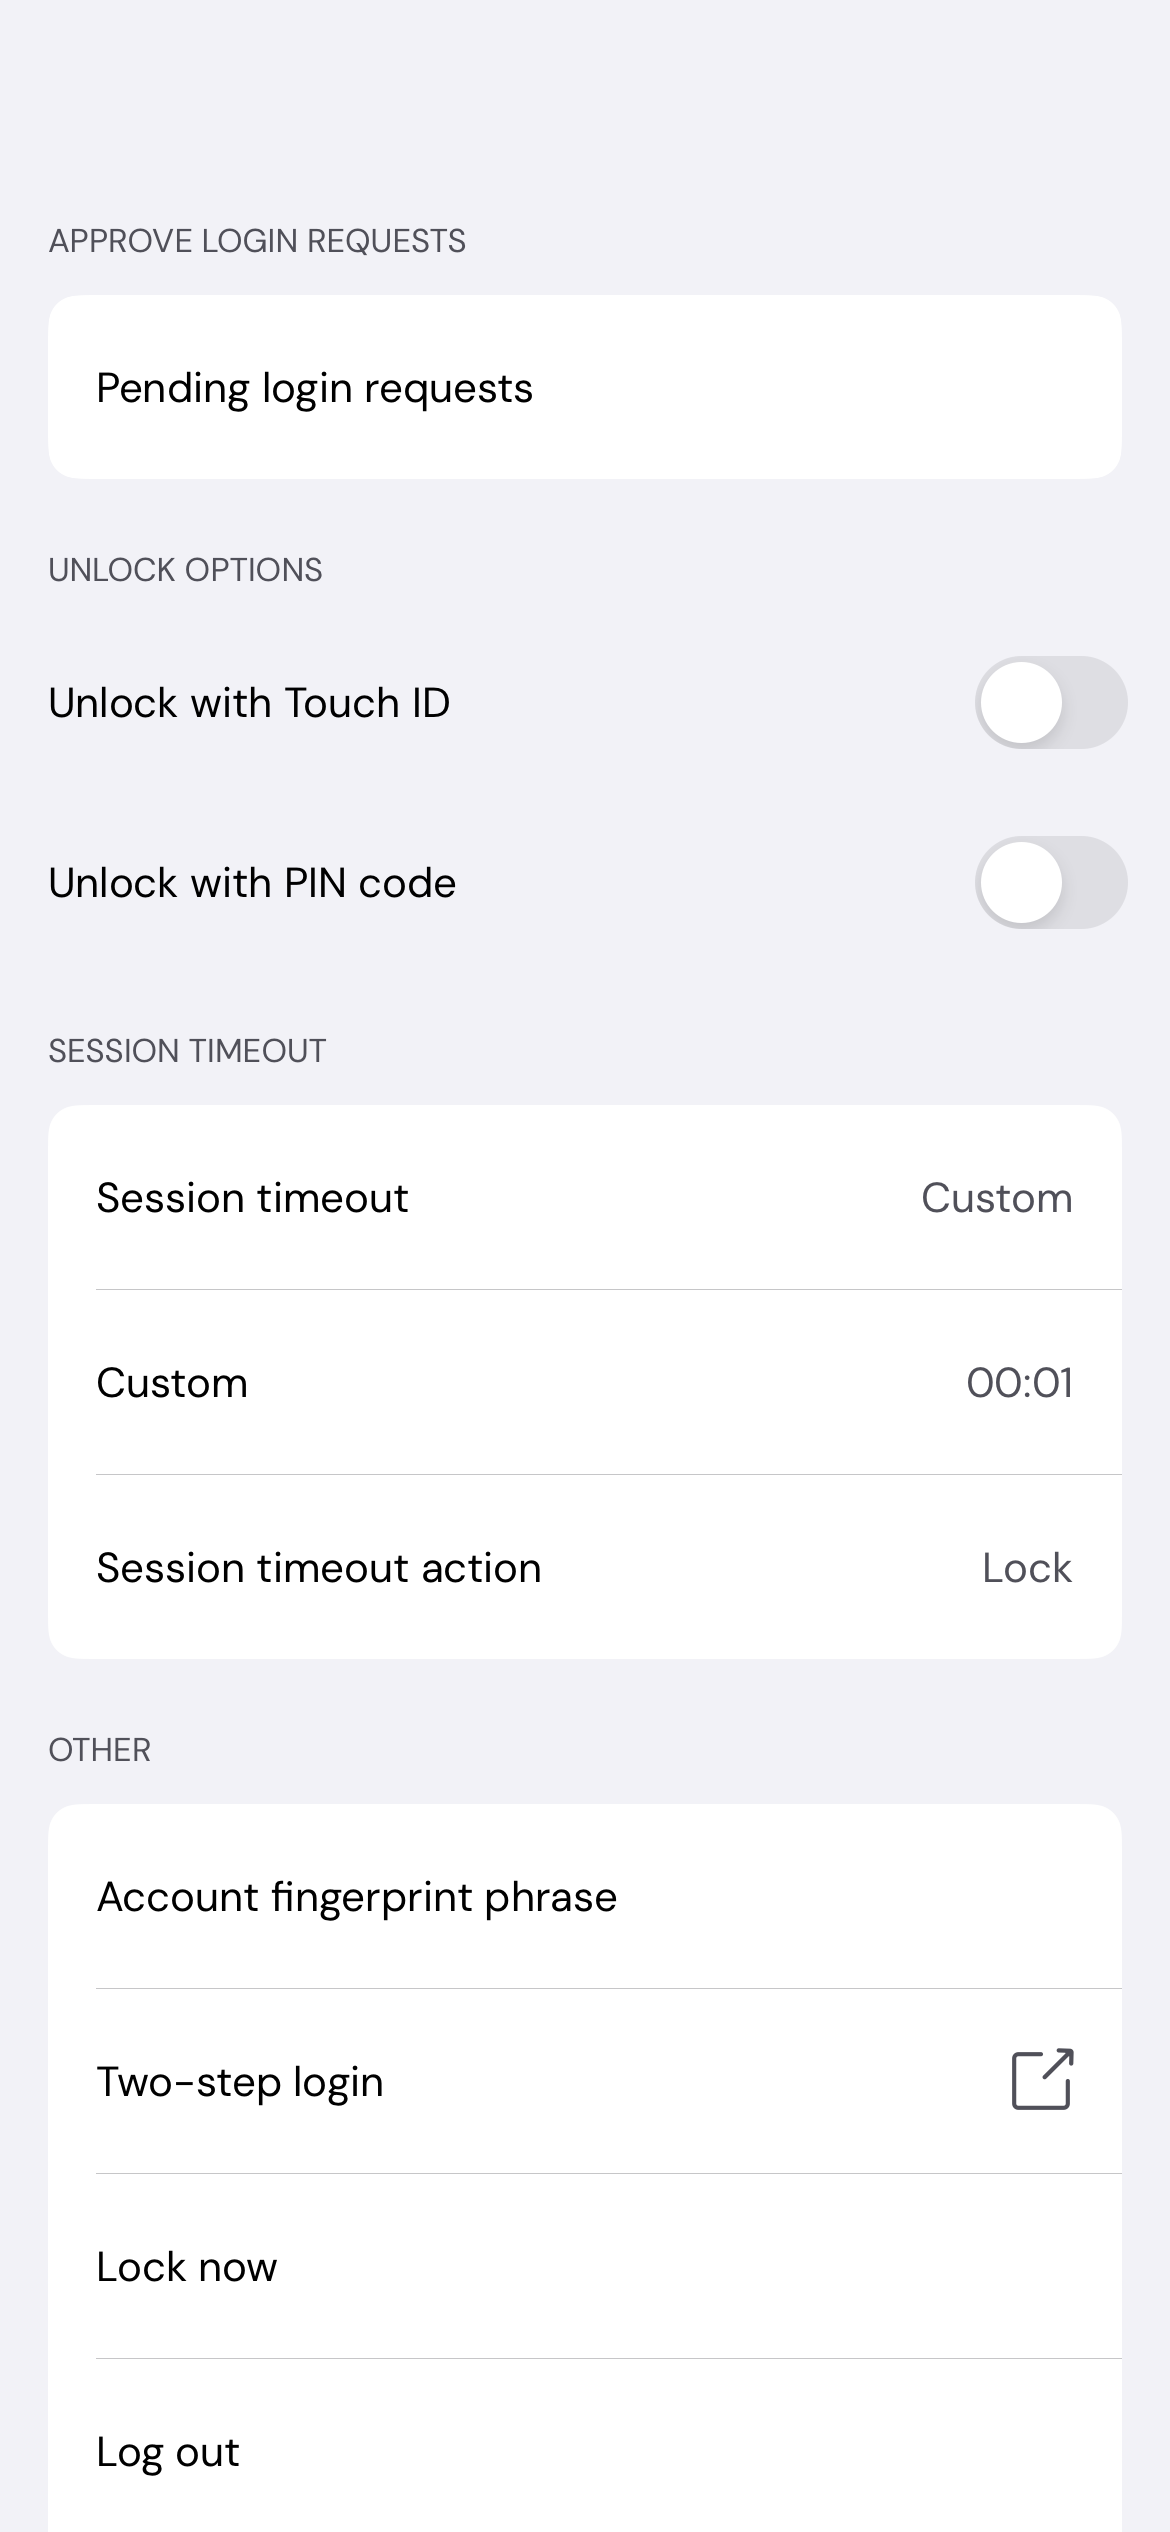 APPROVE LOGIN REQUESTS
Pending login requests
UNLOCK OPTIONS
Unlock with Touch ID
Unlock with PIN code
SESSION TIMEOUT
Session timeout Custom
Custom 00:01
Session timeout action Lock
OTHER
Account fingerprint phrase
Two-step login
Lock now
Log out